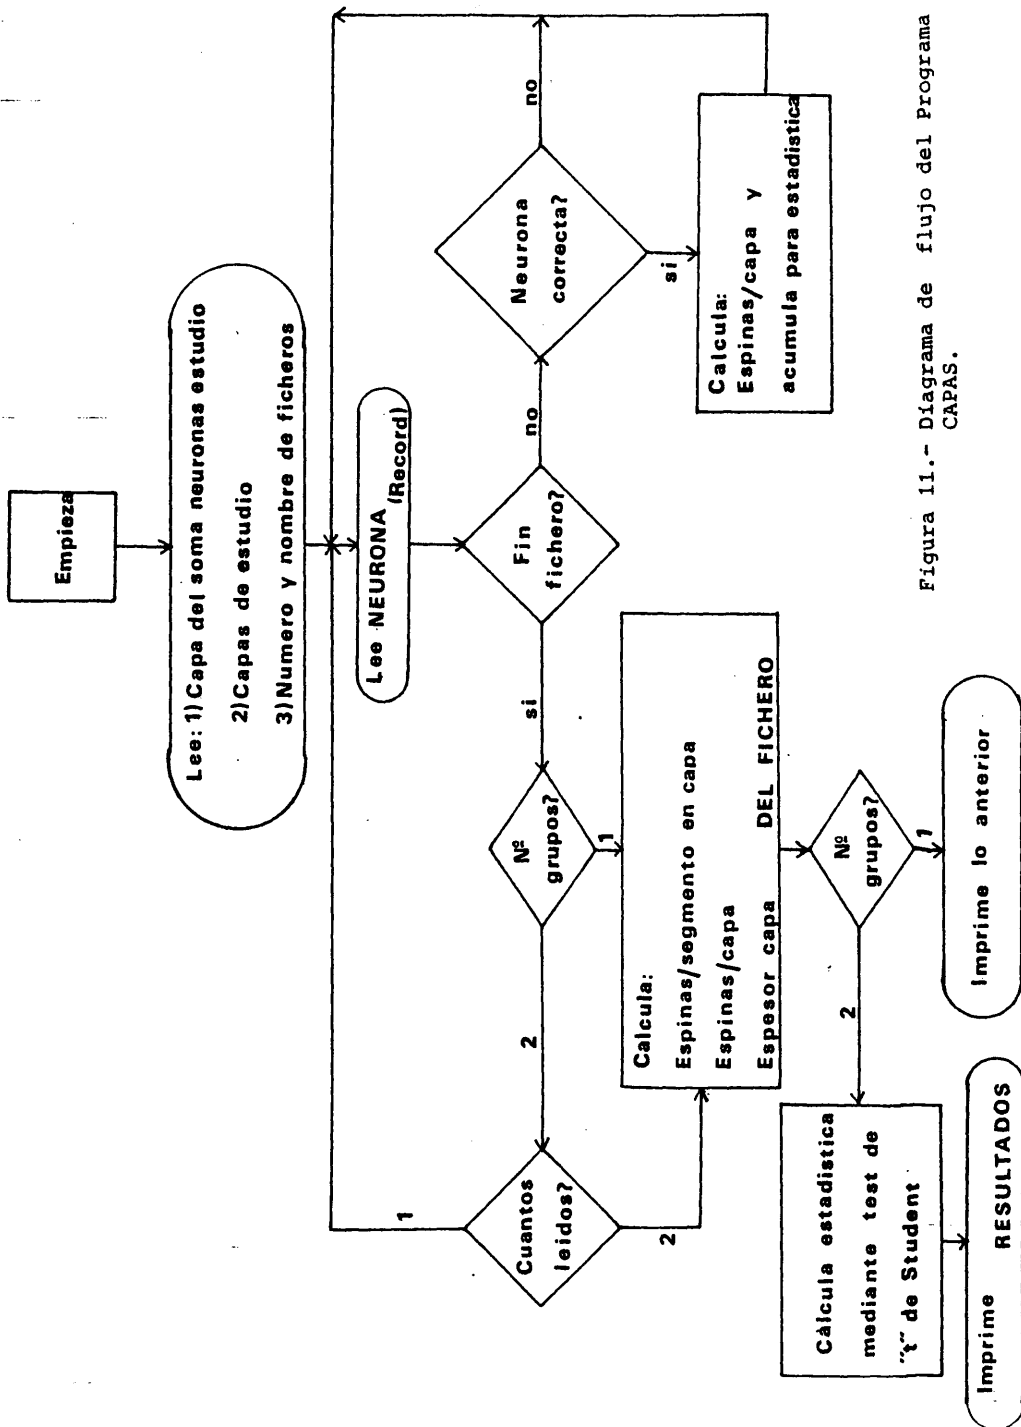 Empieza
Lee: 1) Capa del soma neuronas estudio
2) Capas de estudio
3) Numero y nombre de ficheros
Lee NEURONA
(Record)
Fin
fichero?
no
si
Neurona
correcta?
no
si
Calcula:
Espinas/capa y
acumula para estadistica
Nº
grupos?
1
2
Cuantos
leidos?
1
2
Calcula:
Espinas/segmento en capa
Espinas/capa
Espesor capa DEL FICHERO
Nº
grupos?
1
2
Imprime lo anterior
Càlcula estadistica
mediante test de
"t" de Student
Imprime RESULTADOS
Figura 11.- Diagrama de flujo del Programa
CAPAS.